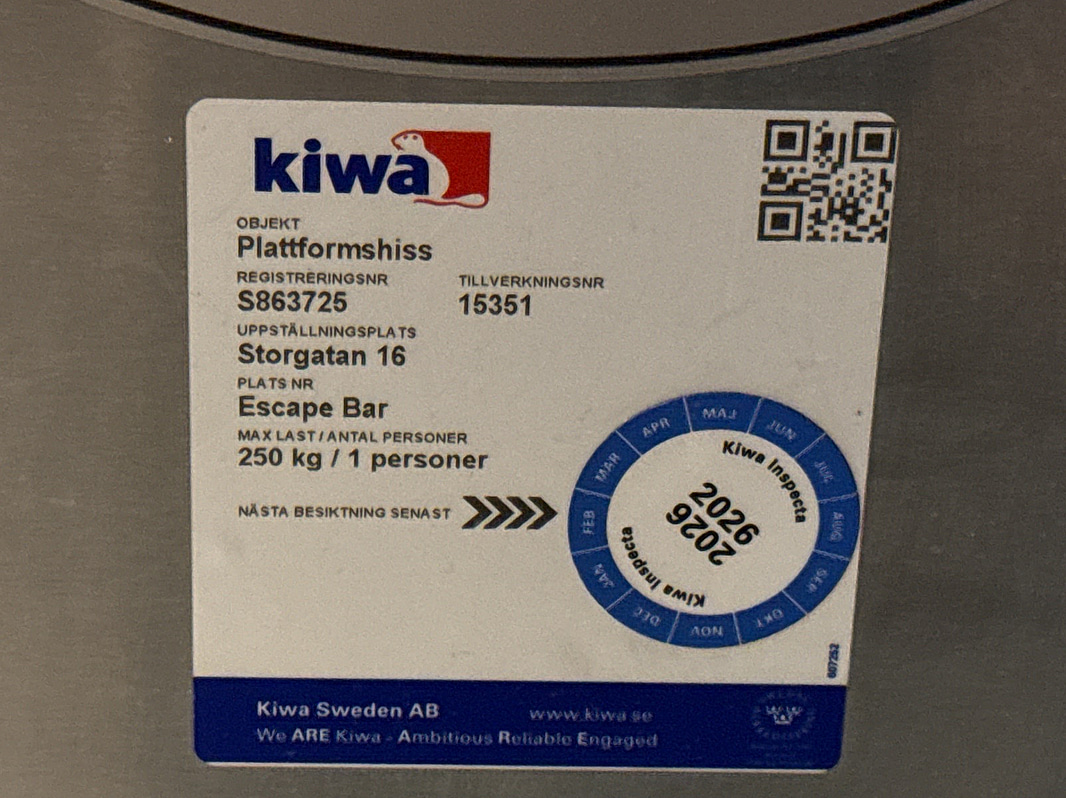 kiwa
OBJEKT
Plattformshiss
REGISTRERINGSNR TILLVERKNINGSNR
S863725 15351
UPPSTÄLLNINGSPLATS
Storgatan 16
PLATS NR
Escape Bar
MAX LAST / ANTAL PERSONER
250 kg / 1 personer
NÄSTA BESIKTNING SENAST
JAN
FEB
MAR
APR
MAJ
JUN
JUL
AUG
SEP
OKT
NOV
DEC
Kiwa Inspecta
2026
2026
Kiwa Inspecta
607252
Kiwa Sweden AB www.kiwa.se
We ARE Kiwa - Ambitious Reliable Engaged